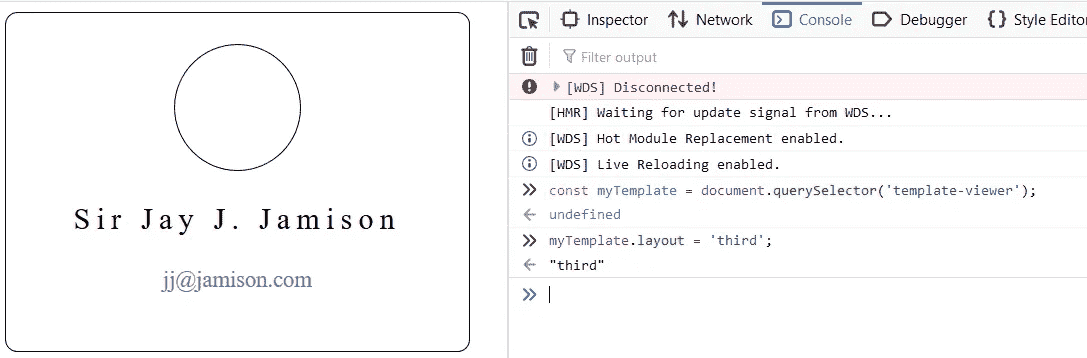 Sir Jay J. Jamison
jj@jamison.com
Inspector Network Console Debugger Style Editor
Filter output
[WDS] Disconnected!
[HMR] Waiting for update signal from WDS...
[WDS] Hot Module Replacement enabled.
[WDS] Live Reloading enabled.
const myTemplate = document.querySelector('template-viewer');
undefined
myTemplate.layout = 'third';
"third"